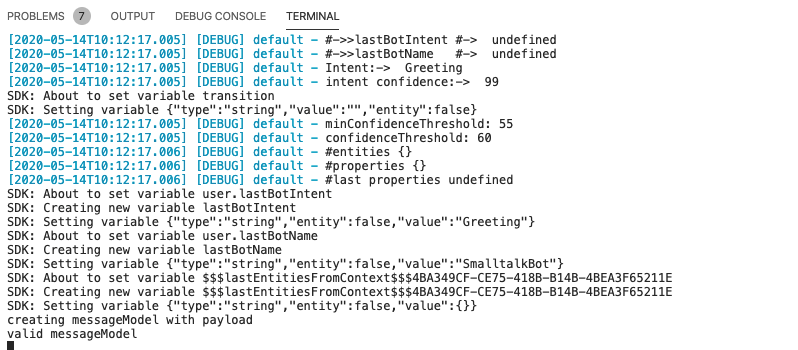 PROBLEMS 7 OUTPUT DEBUG CONSOLE TERMINAL
[2020-05-14T10:12:17.005] [DEBUG] default - #->>lastBotIntent #-> undefined
[2020-05-14T10:12:17.005] [DEBUG] default - #->>lastBotName #-> undefined
[2020-05-14T10:12:17.005] [DEBUG] default - Intent:-> Greeting
[2020-05-14T10:12:17.005] [DEBUG] default - intent confidence:-> 99
SDK: About to set variable transition
SDK: Setting variable {"type":"string","value":"","entity":false}
[2020-05-14T10:12:17.005] [DEBUG] default - minConfidenceThreshold: 55
[2020-05-14T10:12:17.005] [DEBUG] default - confidenceThreshold: 60
[2020-05-14T10:12:17.006] [DEBUG] default - #entities {}
[2020-05-14T10:12:17.006] [DEBUG] default - #properties {}
[2020-05-14T10:12:17.006] [DEBUG] default - #last properties undefined
SDK: About to set variable user.lastBotIntent
SDK: Creating new variable lastBotIntent
SDK: Setting variable {"type":"string","entity":false,"value":"Greeting"}
SDK: About to set variable user.lastBotName
SDK: Creating new variable lastBotName
SDK: Setting variable {"type":"string","entity":false,"value":"SmalltalkBot"}
SDK: About to set variable $$$lastEntitiesFromContext$$$4BA349CF-CE75-418B-B14B-4BEA3F65211E
SDK: Creating new variable $$$lastEntitiesFromContext$$$4BA349CF-CE75-418B-B14B-4BEA3F65211E
SDK: Setting variable {"type":"string","entity":false,"value":{}}
creating messageModel with payload
valid messageModel